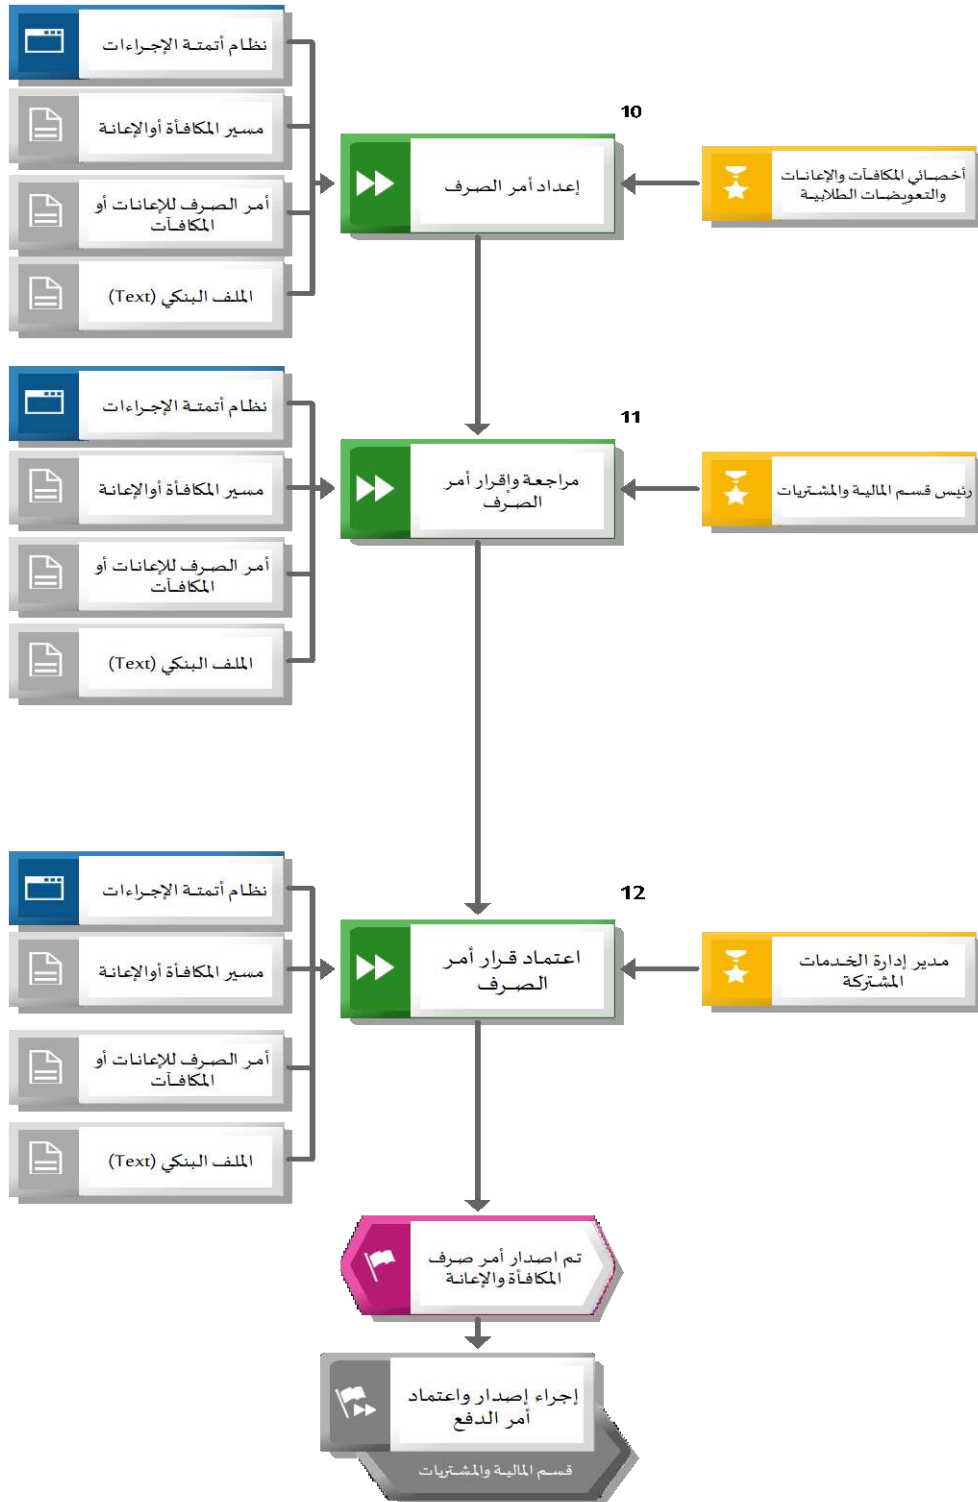 نظام أتمتة الإجراءات
مسير المكافأة أوالإعانة
أمر الصرف للإعانات أو
المكافآت
الملف البنكي (Text)
10
إعداد أمر الصرف
أخصائي المكافآت والإعانات
والتعويضات الطلابية
نظام أتمتة الإجراءات
مسير المكافأة أوالإعانة
أمر الصرف للإعانات أو
المكافآت
الملف البنكي (Text)
11
مراجعة وإقرار أمر
الصرف
رئيس قسم المالية والمشتريات
نظام أتمتة الإجراءات
مسير المكافأة أوالإعانة
أمر الصرف للإعانات أو
المكافآت
الملف البنكي (Text)
12
اعتماد قرار أمر
الصرف
مدير إدارة الخدمات
المشتركة
تم اصدار أمر صرف
المكافأة والإعانة
إجراء إصدار واعتماد
أمر الدفع
قسم المالية والمشتريات